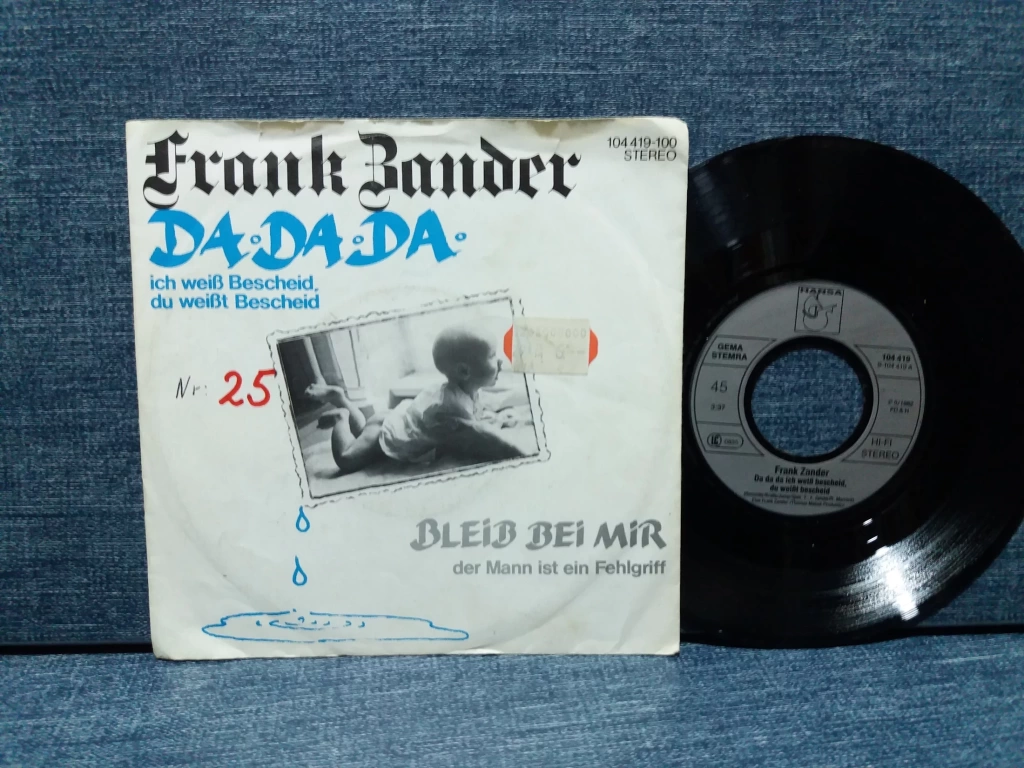 Frank Zander
104 419-100
STEREO
DA·DA·DA·
ich weiß Bescheid,
du weißt Bescheid
Nr: 25
BLEIB BEI MIR
der Mann ist ein Fehlgriff
HANSA
GEMA
STEMRA
104 419
45
2:37
HI-FI
STEREO
Frank Zander
Da da da ich weiß bescheid,
du weißt bescheid